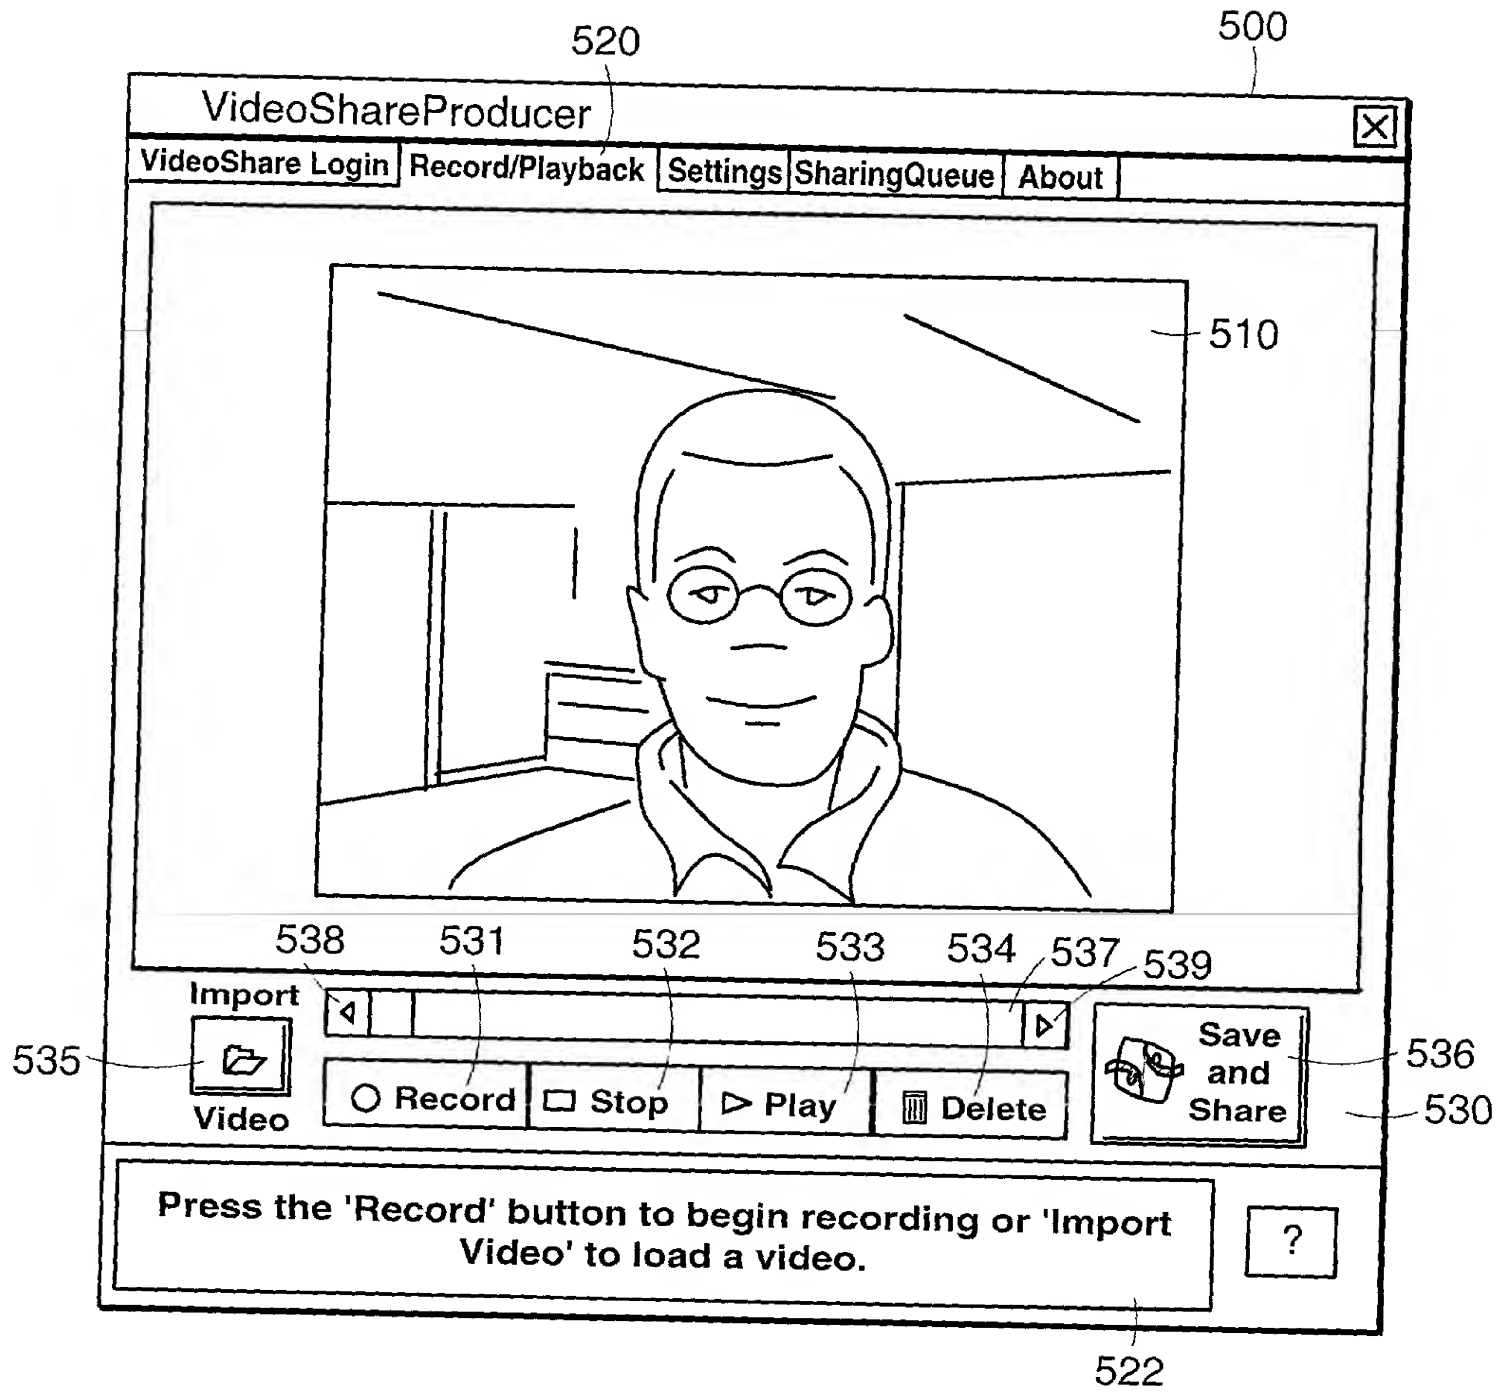 500
520
VideoShareProducer
VideoShare Login Record/Playback Settings SharingQueue About
510
538 531 532 533 534 537 539
Import
Video
535
Record Stop Play Delete
Save
and
Share
536
530
Press the 'Record' button to begin recording or 'Import
Video' to load a video.
?
522